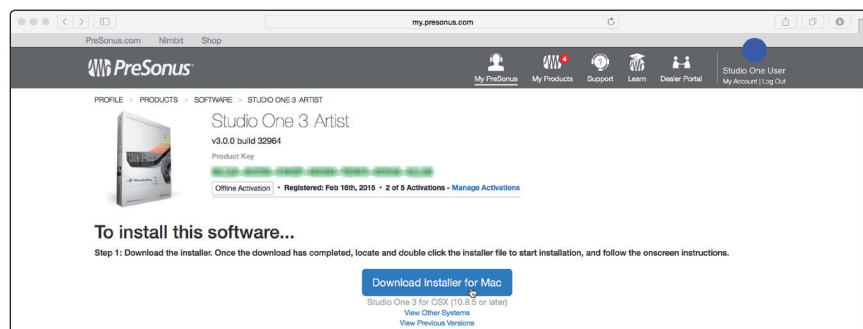 my.presonus.com
PreSonus.com Nimbit Shop
PreSonus
4
My PreSonus My Products Support Learn Dealer Portal
Studio One User
My Account | Log Out
PROFILE > PRODUCTS > SOFTWARE > STUDIO ONE 3 ARTIST
Studio One 3 Artist
v3.0.0 build 32964
Product Key
Offline Activation • Registered: Feb 16th, 2015 • 2 of 5 Activations - Manage Activations
To install this software...
Step 1: Download the installer. Once the download has completed, locate and double click the installer file to start installation, and follow the onscreen instructions.
Download Installer for Mac
Studio One 3 for OSX (10.8.5 or later)
View Other Systems
View Previous Versions